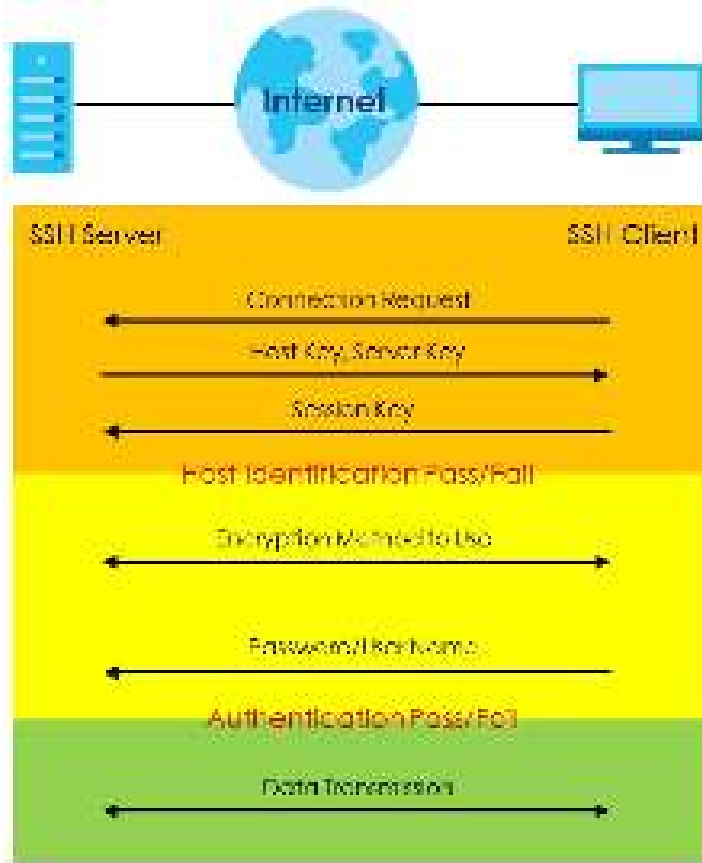 Internet
SSH Server
SSH Client
Connection Request
Host Key, Server Key
Session Key
Host Identification Pass/Fail
Encryption Method to Use
Password/User Name
Authentication Pass/Fail
Data Transmission